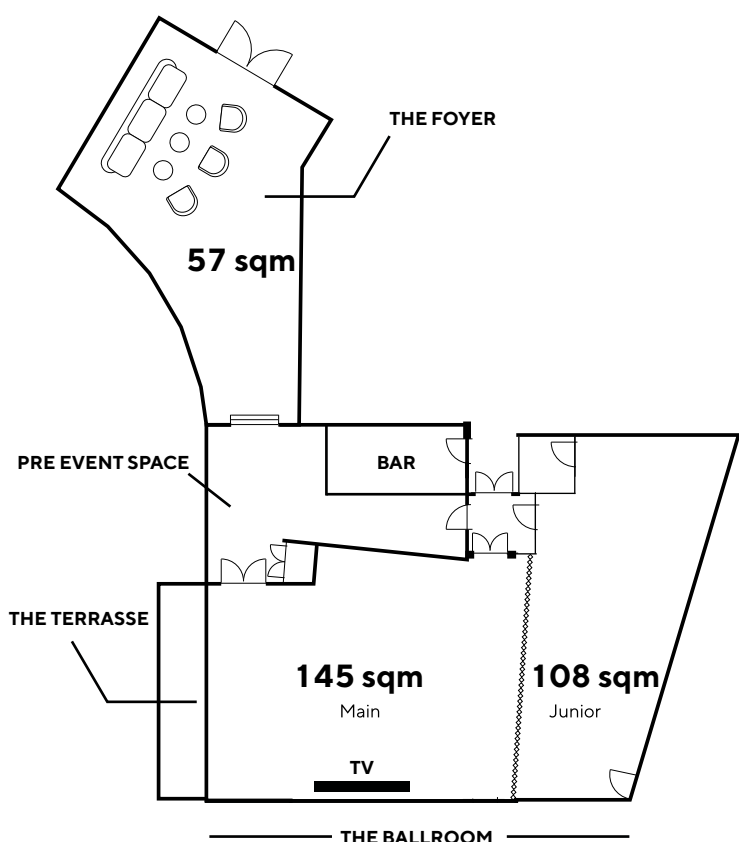 THE FOYER
57 sqm
PRE EVENT SPACE
BAR
THE TERRASSE
145 sqm
Main
108 sqm
Junior
TV
THE BALLROOM